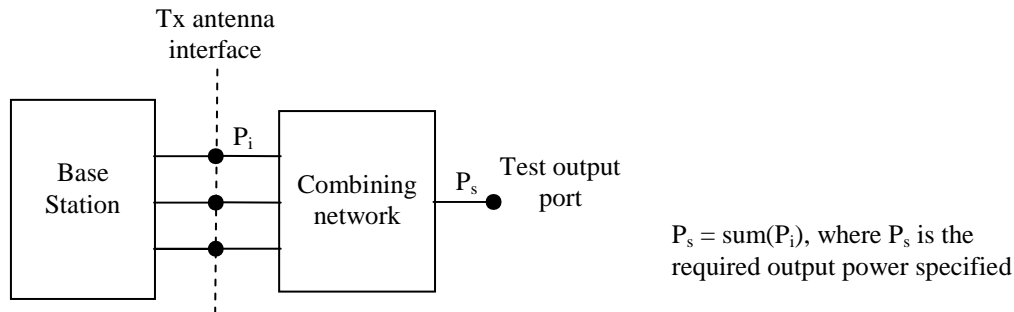 Tx antenna
interface
Base
Station
P_i
Combining
network
P_s
Test output
port
P_s = sum(P_i), where P_s is the
required output power specified